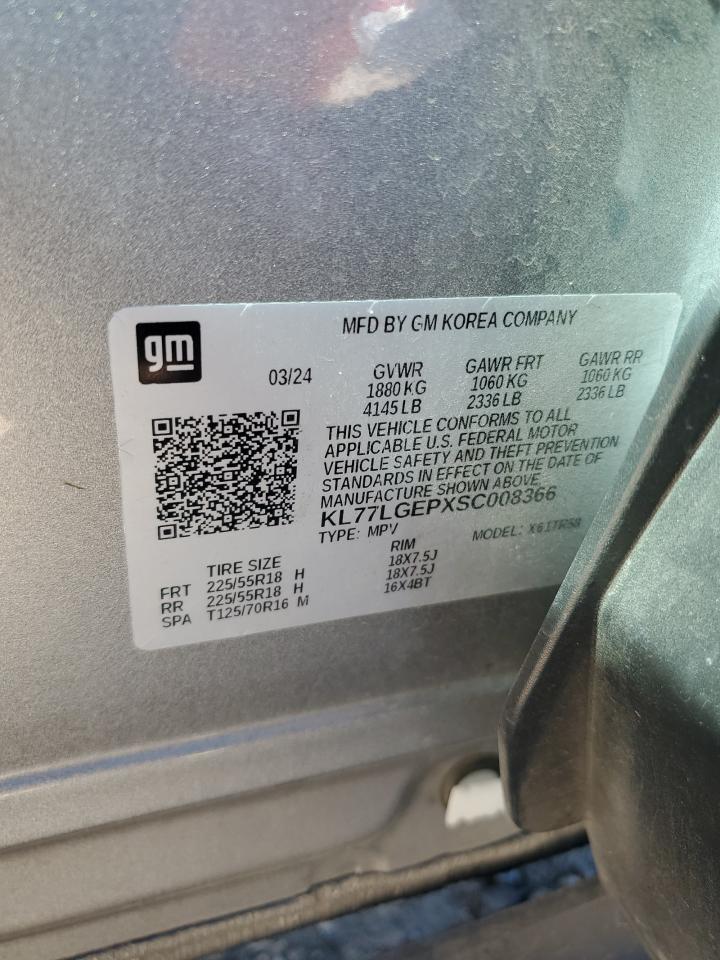 gm
MFD BY GM KOREA COMPANY
03/24
GVWR GAWR FRT GAWR RR
1880 KG 1060 KG 1060 KG
4145 LB 2336 LB 2336 LB
THIS VEHICLE CONFORMS TO ALL
APPLICABLE U.S. FEDERAL MOTOR
VEHICLE SAFETY AND THEFT PREVENTION
STANDARDS IN EFFECT ON THE DATE OF
MANUFACTURE SHOWN ABOVE
KL77LGEPXSC008366
TYPE: MPV MODEL:
TIRE SIZE RIM
FRT 225/55R18 H 18X7.5J
RR 225/55R18 H 18X7.5J
SPA T125/70R16 M 16X4BT